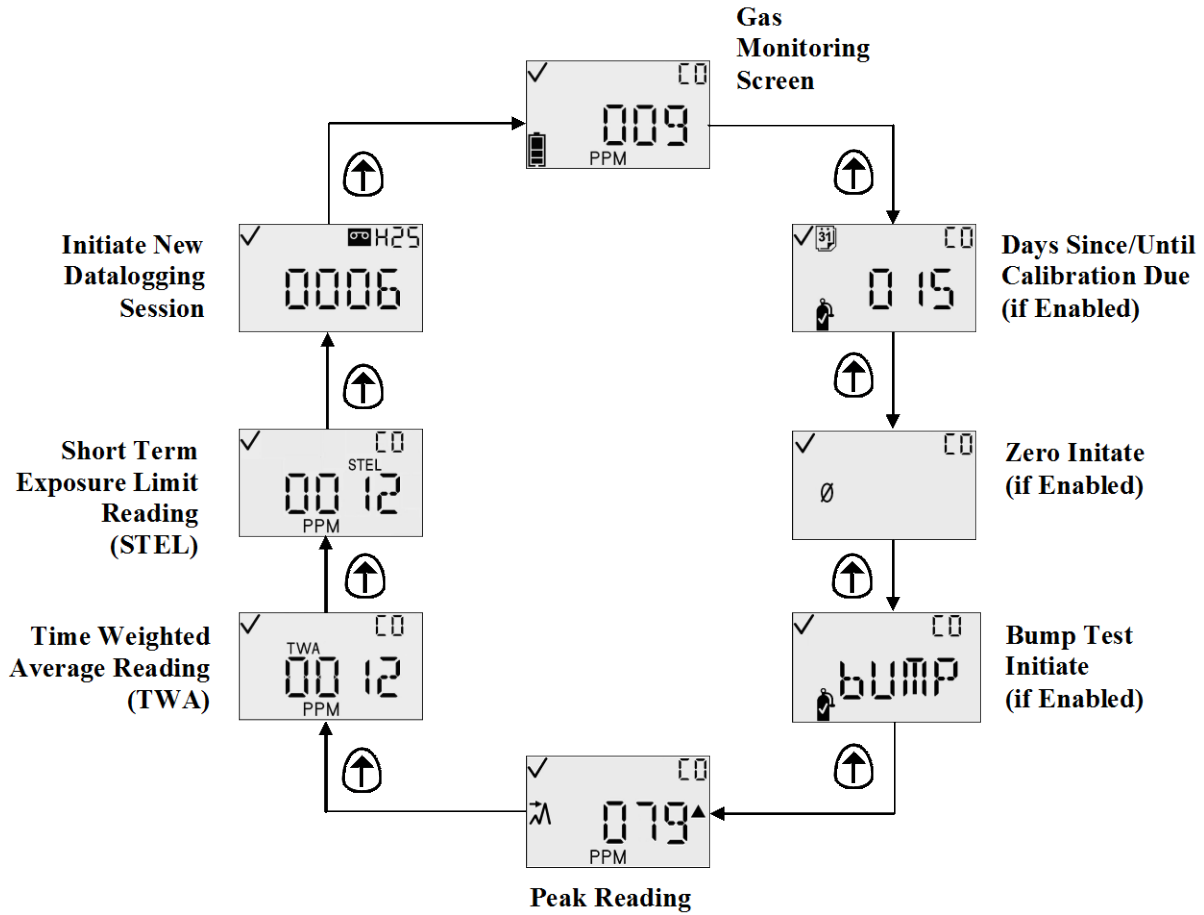 Gas
Monitoring
Screen
CO
009
PPM
31
CO
015
Days Since/Until
Calibration Due
(if Enabled)
CO
Ø
Zero Initate
(if Enabled)
CO
bUMP
Bump Test
Initiate
(if Enabled)
CO
079
PPM
Peak Reading
Time Weighted
Average Reading
(TWA)
CO
TWA
0012
PPM
Short Term
Exposure Limit
Reading
(STEL)
CO
STEL
0012
PPM
Initiate New
Datalogging
Session
H2S
0006